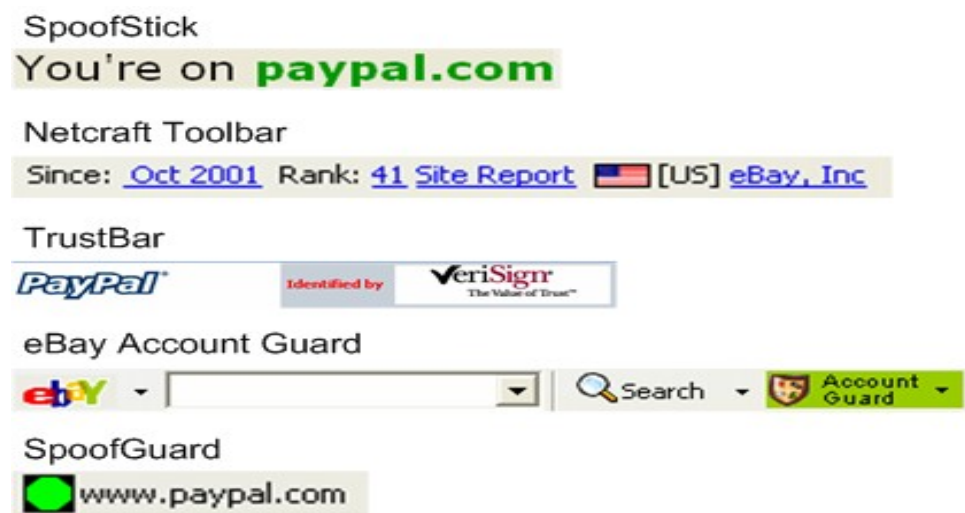 SpoofStick
You're on paypal.com
Netcraft Toolbar
Since: Oct 2001 Rank: 41 Site Report [US] eBay, Inc
TrustBar
PayPal Identified by VeriSign
The Value of Trust™
eBay Account Guard
ebY Search Account
Guard
SpoofGuard
www.paypal.com